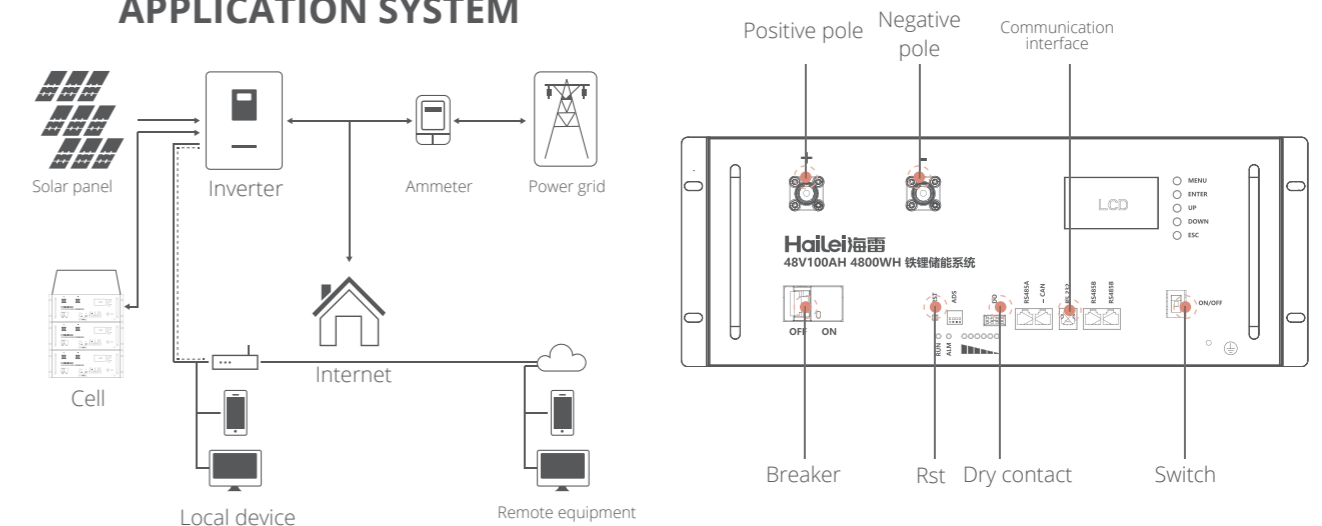 APPLICATION SYSTEM
Solar panel
Inverter
Ammeter
Power grid
Cell
Internet
Local device
Remote equipment
Positive pole
Negative
pole
Communication
interface
+
-
LCD
MENU
ENTER
UP
DOWN
ESC
Hailei海雷
48V100AH 4800WH 铁锂储能系统
OFF ON
RST
ADS
DO
RS485A
CAN
RS 232
RS485B
RS485B
ON/OFF
RUN
ALM
Breaker
Rst
Dry contact
Switch